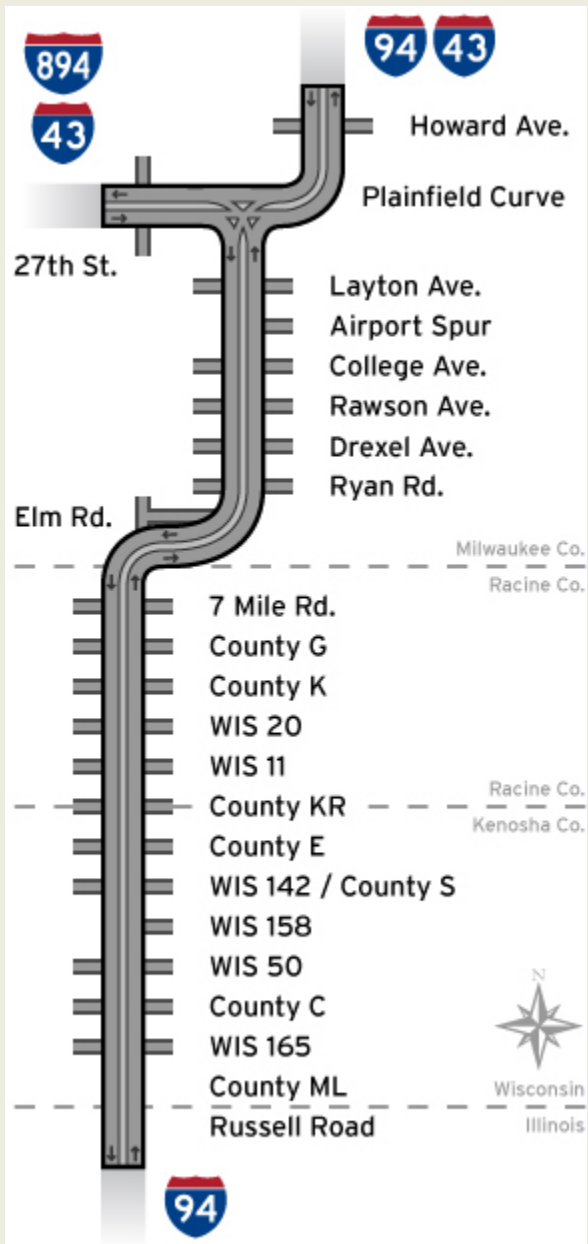 894
43
94 43
Howard Ave.
Plainfield Curve
27th St.
Layton Ave.
Airport Spur
College Ave.
Rawson Ave.
Drexel Ave.
Ryan Rd.
Elm Rd.
Milwaukee Co.
Racine Co.
7 Mile Rd.
County G
County K
WIS 20
WIS 11
Racine Co.
County KR
Kenosha Co.
County E
WIS 142 / County S
WIS 158
WIS 50
N
County C
WIS 165
County ML
Wisconsin
Russell Road
Illinois
94